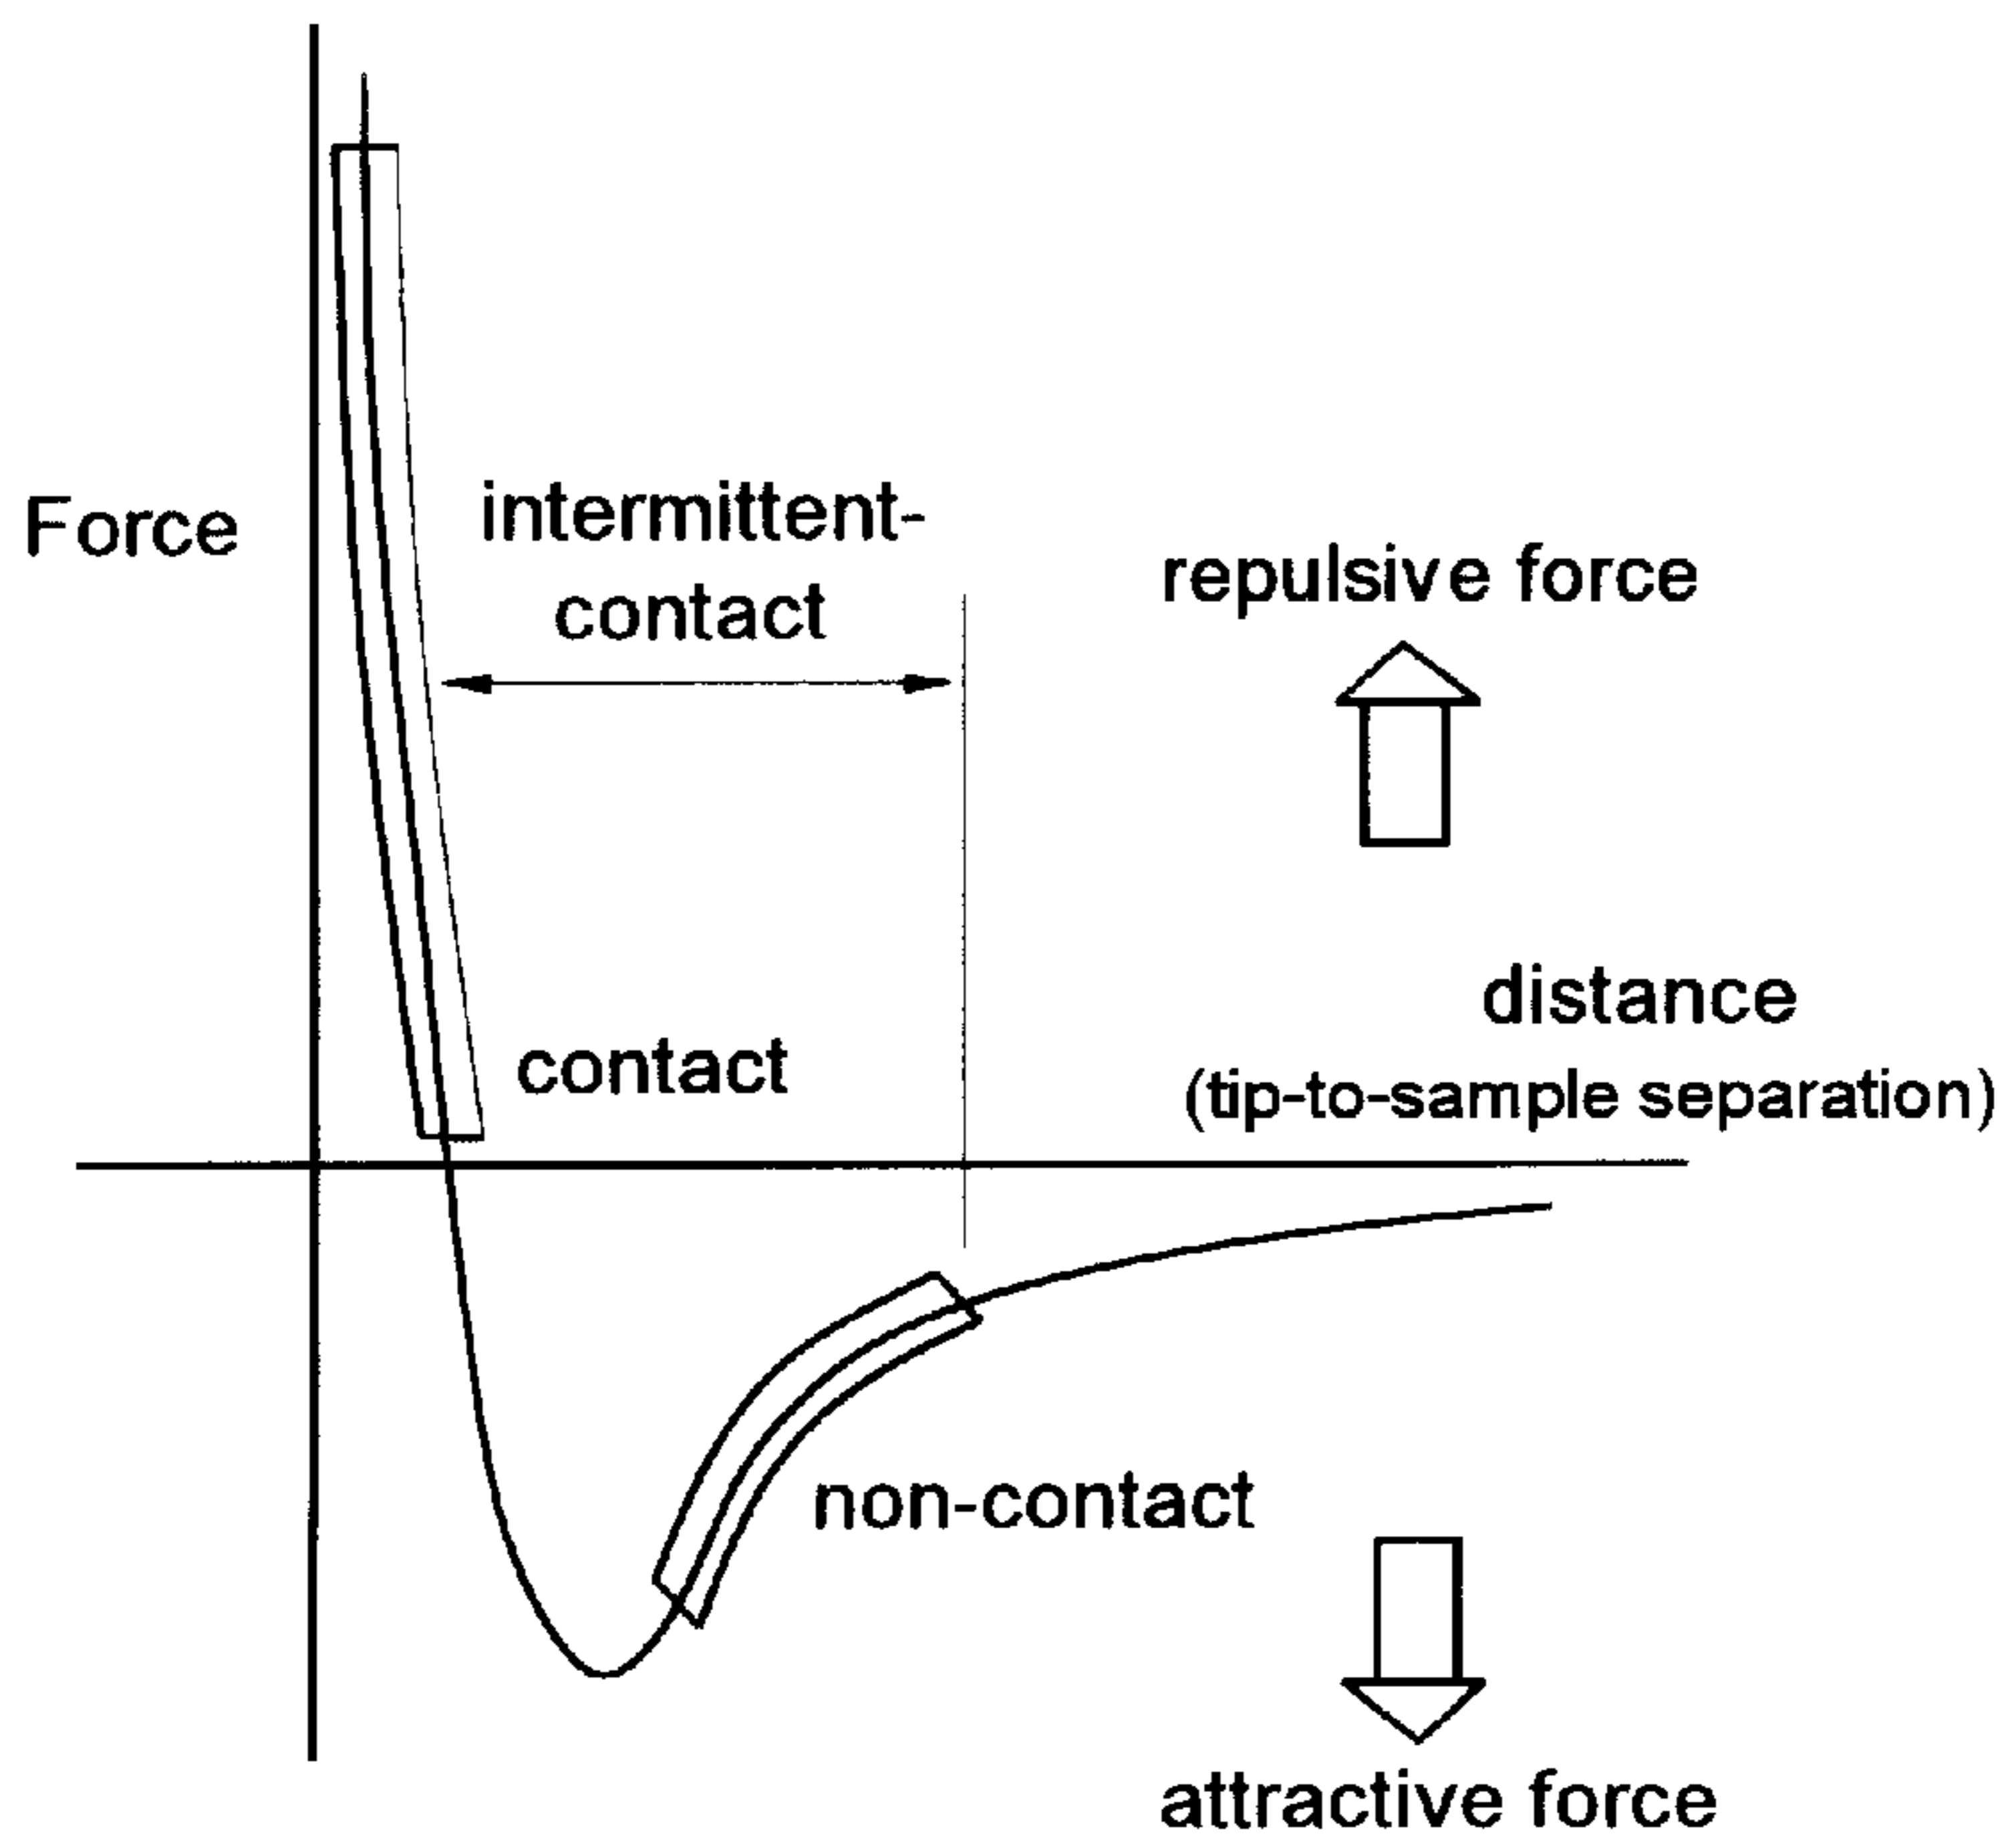 Force
intermittent-
contact
repulsive force
distance
(tip-to-sample separation)
contact
non-contact
attractive force